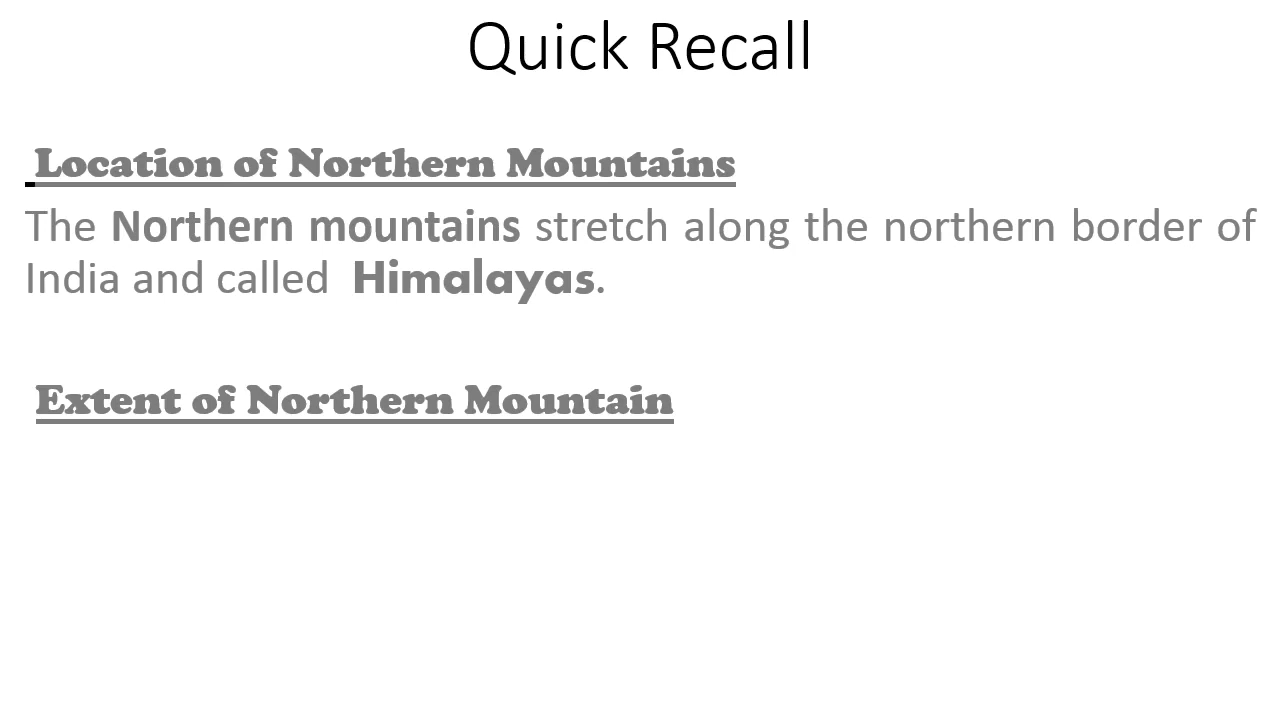 Quick Recall
Location of Northern Mountains
The Northern mountains stretch along the northern border of
India and called Himalayas.
Extent of Northern Mountain